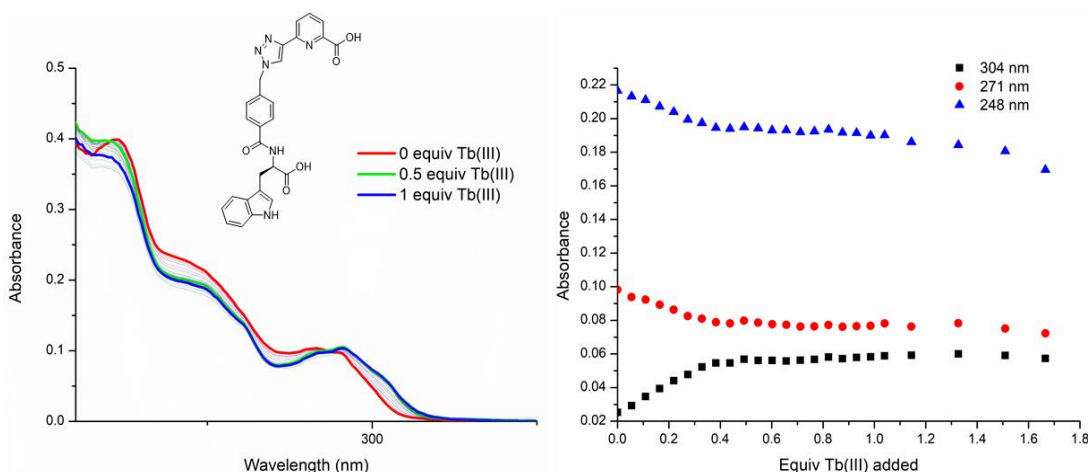 0.5
0.4
0.3
0.2
0.1
0.0
Absorbance
300
Wavelength (nm)
N
N
N
N
OH
O
O
NH
OH
O
NH
0 equiv Tb(III)
0.5 equiv Tb(III)
1 equiv Tb(III)
0.22
0.20
0.18
0.16
0.14
0.12
0.10
0.08
0.06
0.04
0.02
Absorbance
304 nm
271 nm
248 nm
0.0 0.2 0.4 0.6 0.8 1.0 1.2 1.4 1.6 1.8
Equiv Tb(III) added